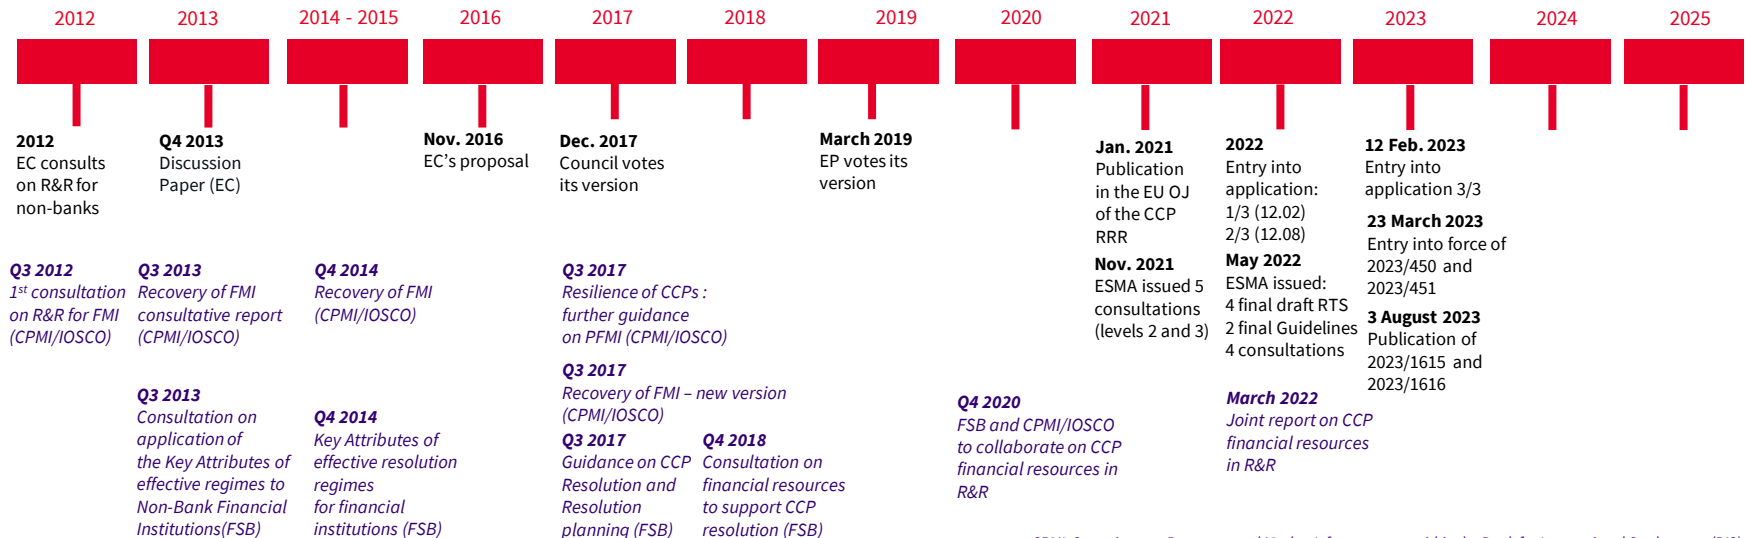 2012
2013
2014 - 2015
2016
2017
2018
2019
2020
2021
2022
2023
2024
2025
2012
EC consults
on R&R for
non-banks
Q4 2013
Discussion
Paper (EC)
Nov. 2016
EC's proposal
Dec. 2017
Council votes
its version
March 2019
EP votes its
version
Jan. 2021
Publication
in the EU OJ
of the CCP
RRR
Nov. 2021
ESMA issued 5
consultations
(levels 2 and 3)
2022
Entry into
application:
1/3 (12.02)
2/3 (12.08)
May 2022
ESMA issued:
4 final draft RTS
2 final Guidelines
4 consultations
12 Feb. 2023
Entry into
application 3/3
23 March 2023
Entry into force of
2023/450 and
2023/451
3 August 2023
Publication of
2023/1615 and
2023/1616
Q3 2012
1st consultation
on R&R for FMI
(CPMI/IOSCO)
Q3 2013
Recovery of FMI
consultative report
(CPMI/IOSCO)
Q4 2014
Recovery of FMI
(CPMI/IOSCO)
Q3 2017
Resilience of CCPs :
further guidance
on PFMI (CPMI/IOSCO)
Q3 2017
Recovery of FMI – new version
(CPMI/IOSCO)
Q3 2013
Consultation on
application of
the Key Attributes of
effective regimes to
Non-Bank Financial
Institutions(FSB)
Q4 2014
Key Attributes of
effective resolution
regimes
for financial
institutions (FSB)
Q3 2017
Guidance on CCP
Resolution and
Resolution
planning (FSB)
Q4 2018
Consultation on
financial resources
to support CCP
resolution (FSB)
Q4 2020
FSB and CPMI/IOSCO
to collaborate on CCP
financial resources in
R&R
March 2022
Joint report on CCP
financial resources
in R&R